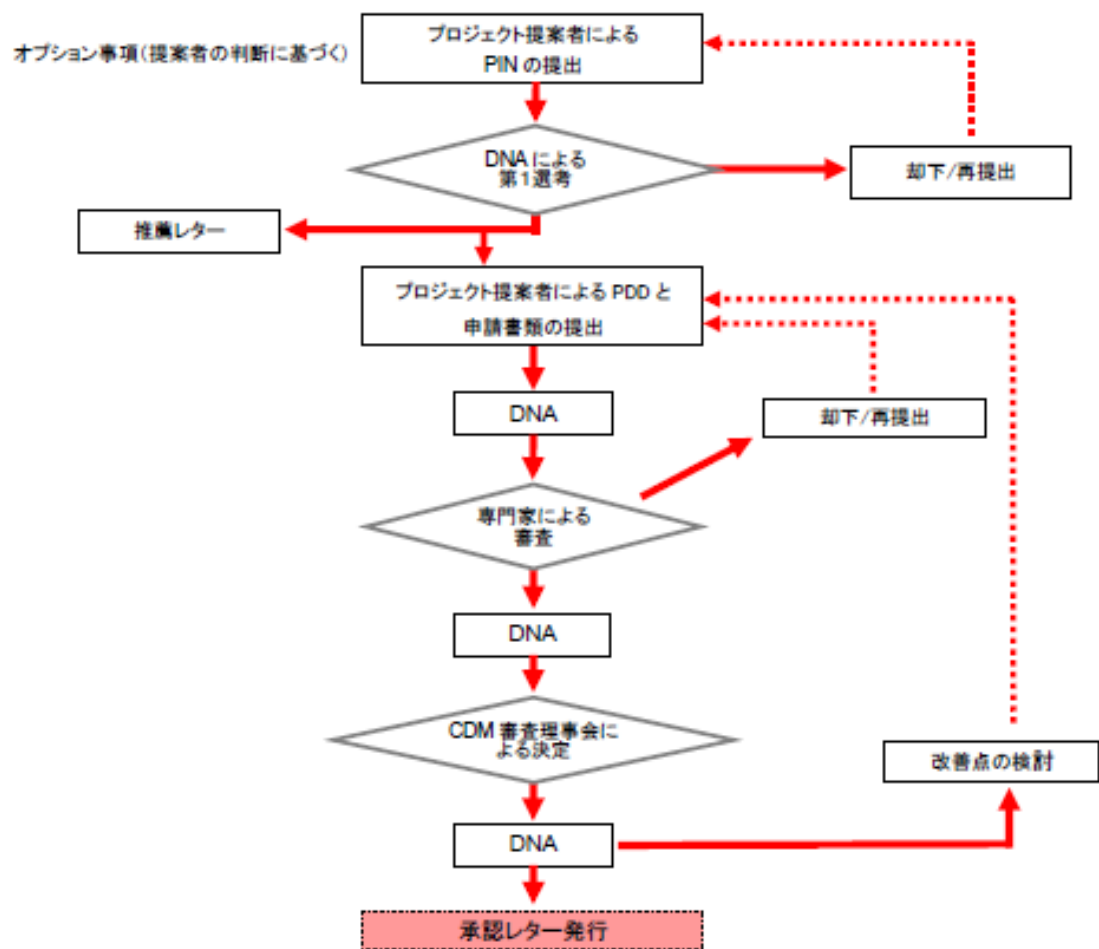 オプション事項(提案者の判断に基づく)
プロジェクト提案者による
PIN の提出
DNA による
第1選考
却下/再提出
推薦レター
プロジェクト提案者による PDD と
申請書類の提出
DNA
却下/再提出
専門家による
審査
DNA
CDM 審査理事会に
よる決定
改善点の検討
DNA
承認レター発行